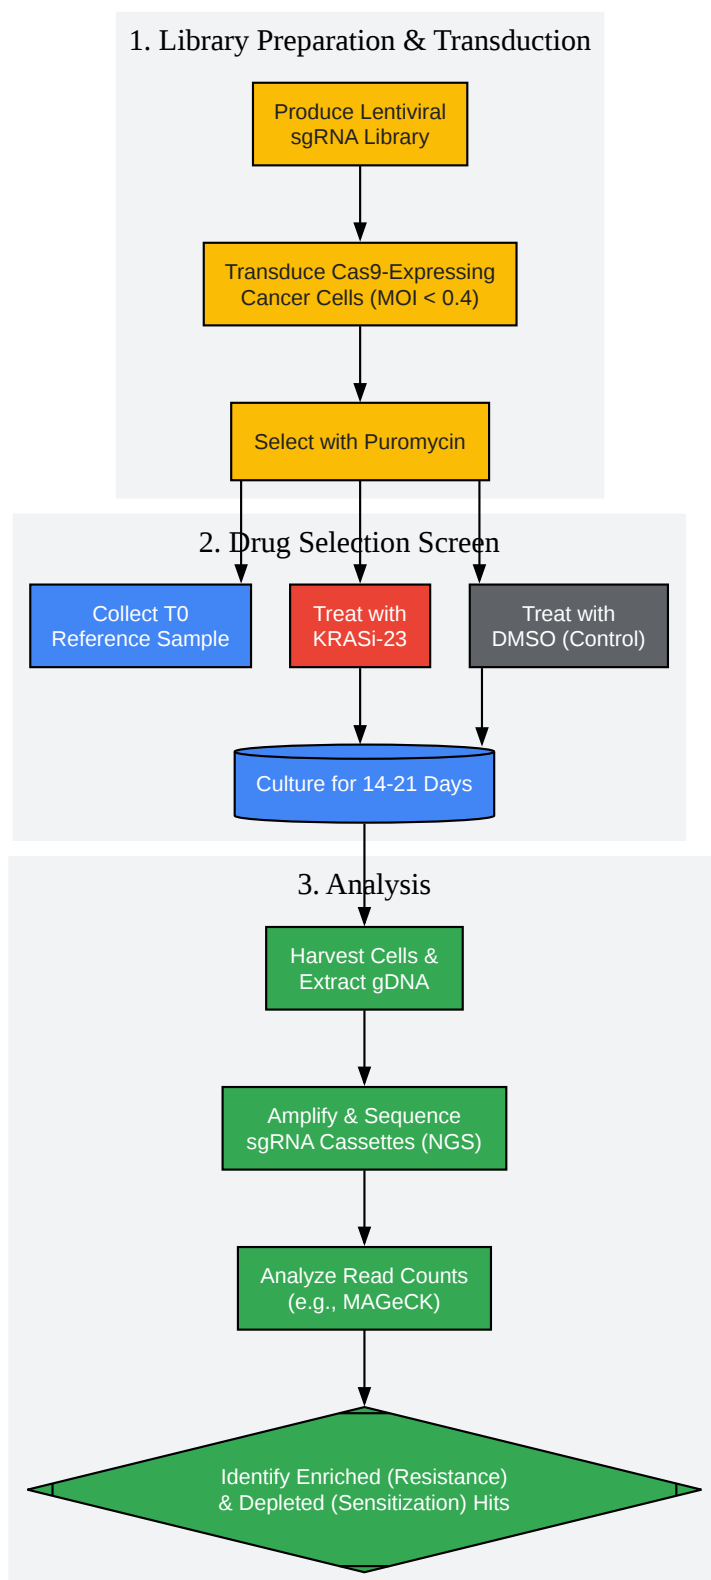 1. Library Preparation & Transduction
Produce Lentiviral
sgRNA Library
Transduce Cas9-Expressing
Cancer Cells (MOI < 0.4)
Select with Puromycin
2. Drug Selection Screen
Collect T0
Reference Sample
Treat with
KRASi-23
Treat with
DMSO (Control)
Culture for 14-21 Days
3. Analysis
Harvest Cells &
Extract gDNA
Amplify & Sequence
sgRNA Cassettes (NGS)
Analyze Read Counts
(e.g., MAGeCK)
Identify Enriched (Resistance)
& Depleted (Sensitization) Hits